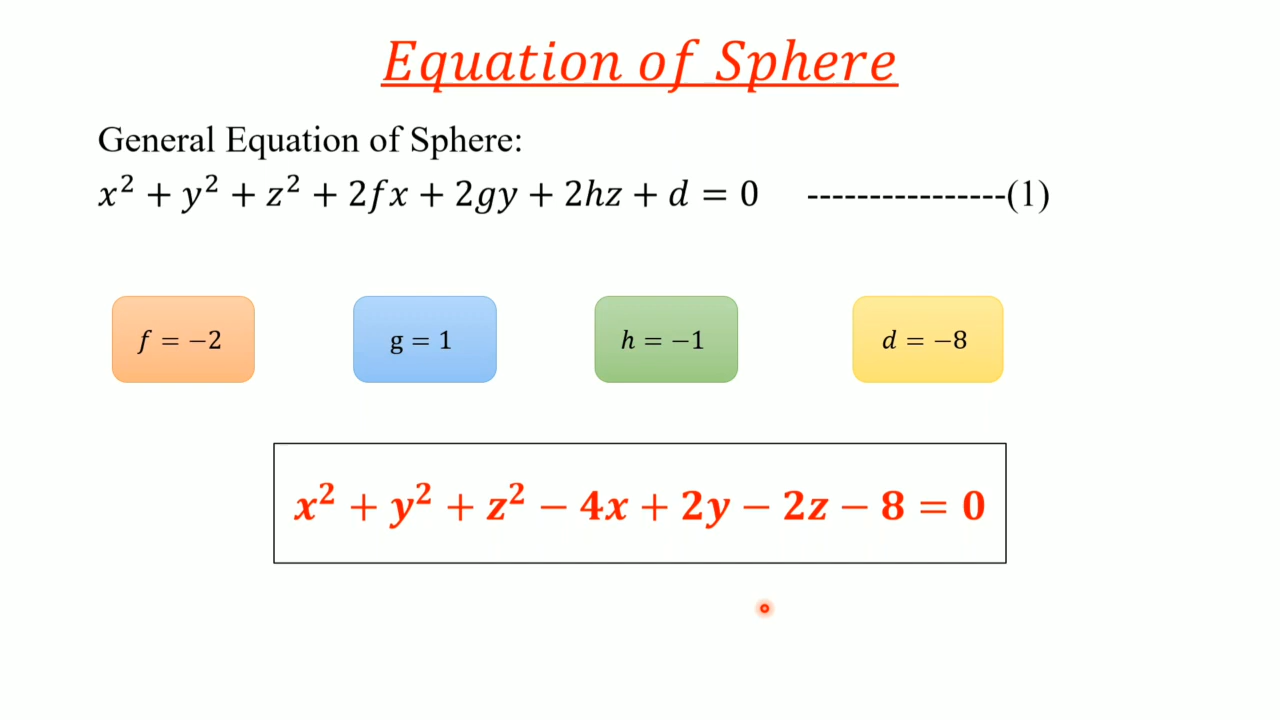 Equation of Sphere
General Equation of Sphere:
x² + y² + z² + 2fx + 2gy + 2hz + d = 0 ----------------(1)
f = −2
g = 1
h = −1
d = −8
x² + y² + z² − 4x + 2y − 2z − 8 = 0